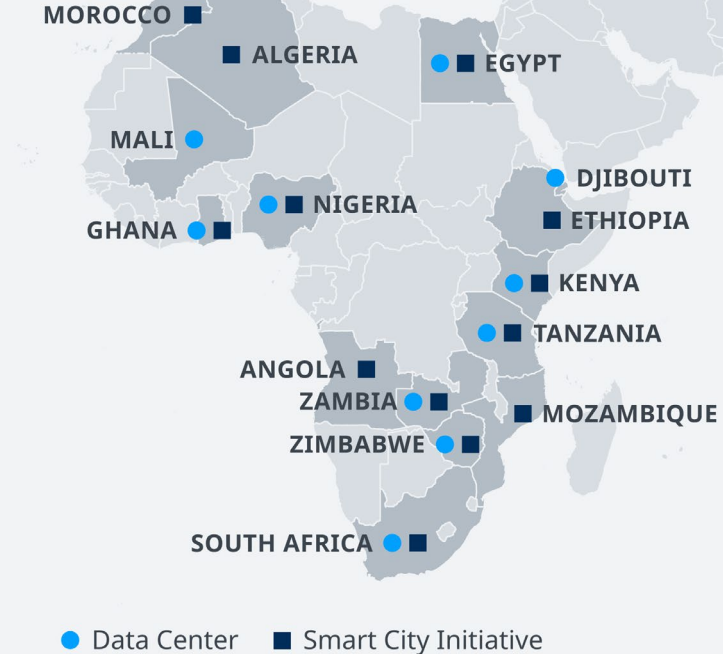 MOROCCO
ALGERIA
EGYPT
MALI
DJIBOUTI
NIGERIA
ETHIOPIA
GHANA
KENYA
TANZANIA
ANGOLA
ZAMBIA
MOZAMBIQUE
ZIMBABWE
SOUTH AFRICA
Data Center
Smart City Initiative